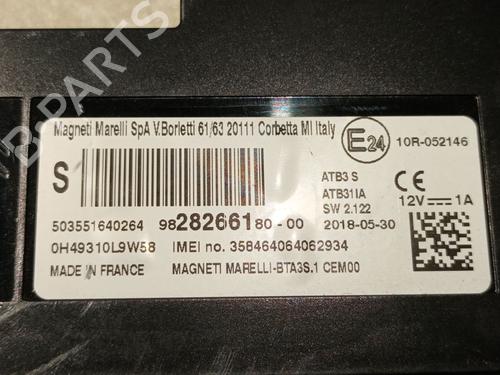 Magneti Marelli SpA V.Borletti 61/63 20111 Corbetta MI Italy
E24
10R-052146
S
ATB3 S
ATB311A
SW 2.122
2018-05-30
CE
12V 1A
503551640264
9828266180-00
0H49310L9W58
IMEI no. 358464064062934
MADE IN FRANCE
MAGNETI MARELLI-BTA3S.1 CEM00
B-PARTS